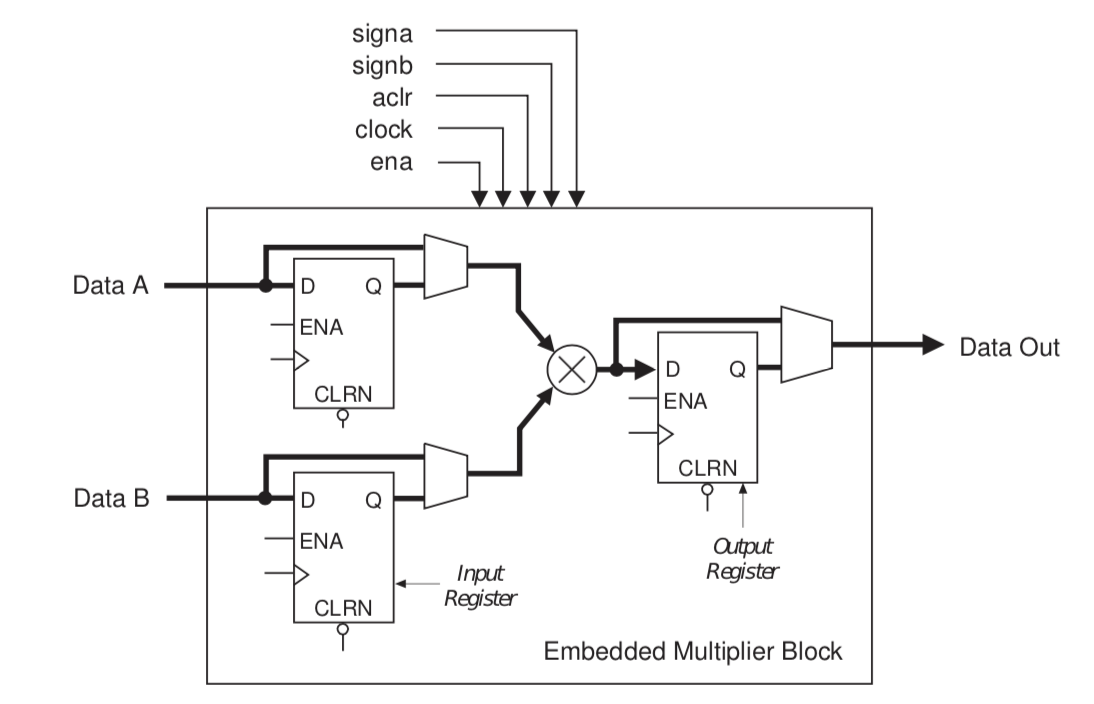 signa
signb
aclr
clock
ena
Data A
D
Q
ENA
CLRN
Data B
D
Q
ENA
CLRN
Input
Register
D
Q
ENA
CLRN
Output
Register
Data Out
Embedded Multiplier Block